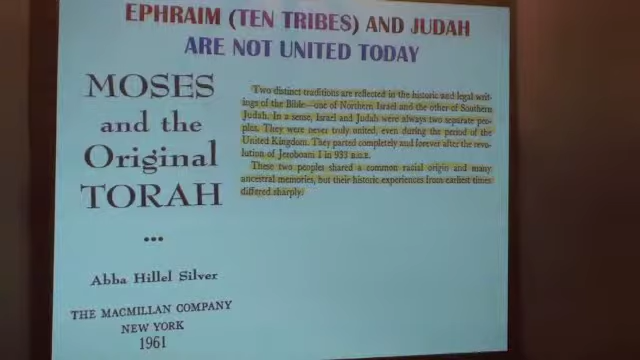 EPHRAIM (TEN TRIBES) AND JUDAH
ARE NOT UNITED TODAY
MOSES
and the
Original
TORAH
•••
Abba Hillel Silver
THE MACMILLAN COMPANY
NEW YORK
1961
Two distinct traditions are reflected in the historic and legal writ-
ings of the Bible—one of Northern Israel and the other of Southern
Judah. In a sense, Israel and Judah were always two separate peo-
ples. They were never truly united, even during the period of the
United Kingdom. They parted completely and forever after the revo-
lution of Jeroboam I in 933 B.C.E.
These two peoples shared a common racial origin and many
ancestral memories, but their historic experiences from earliest times
differed sharply.